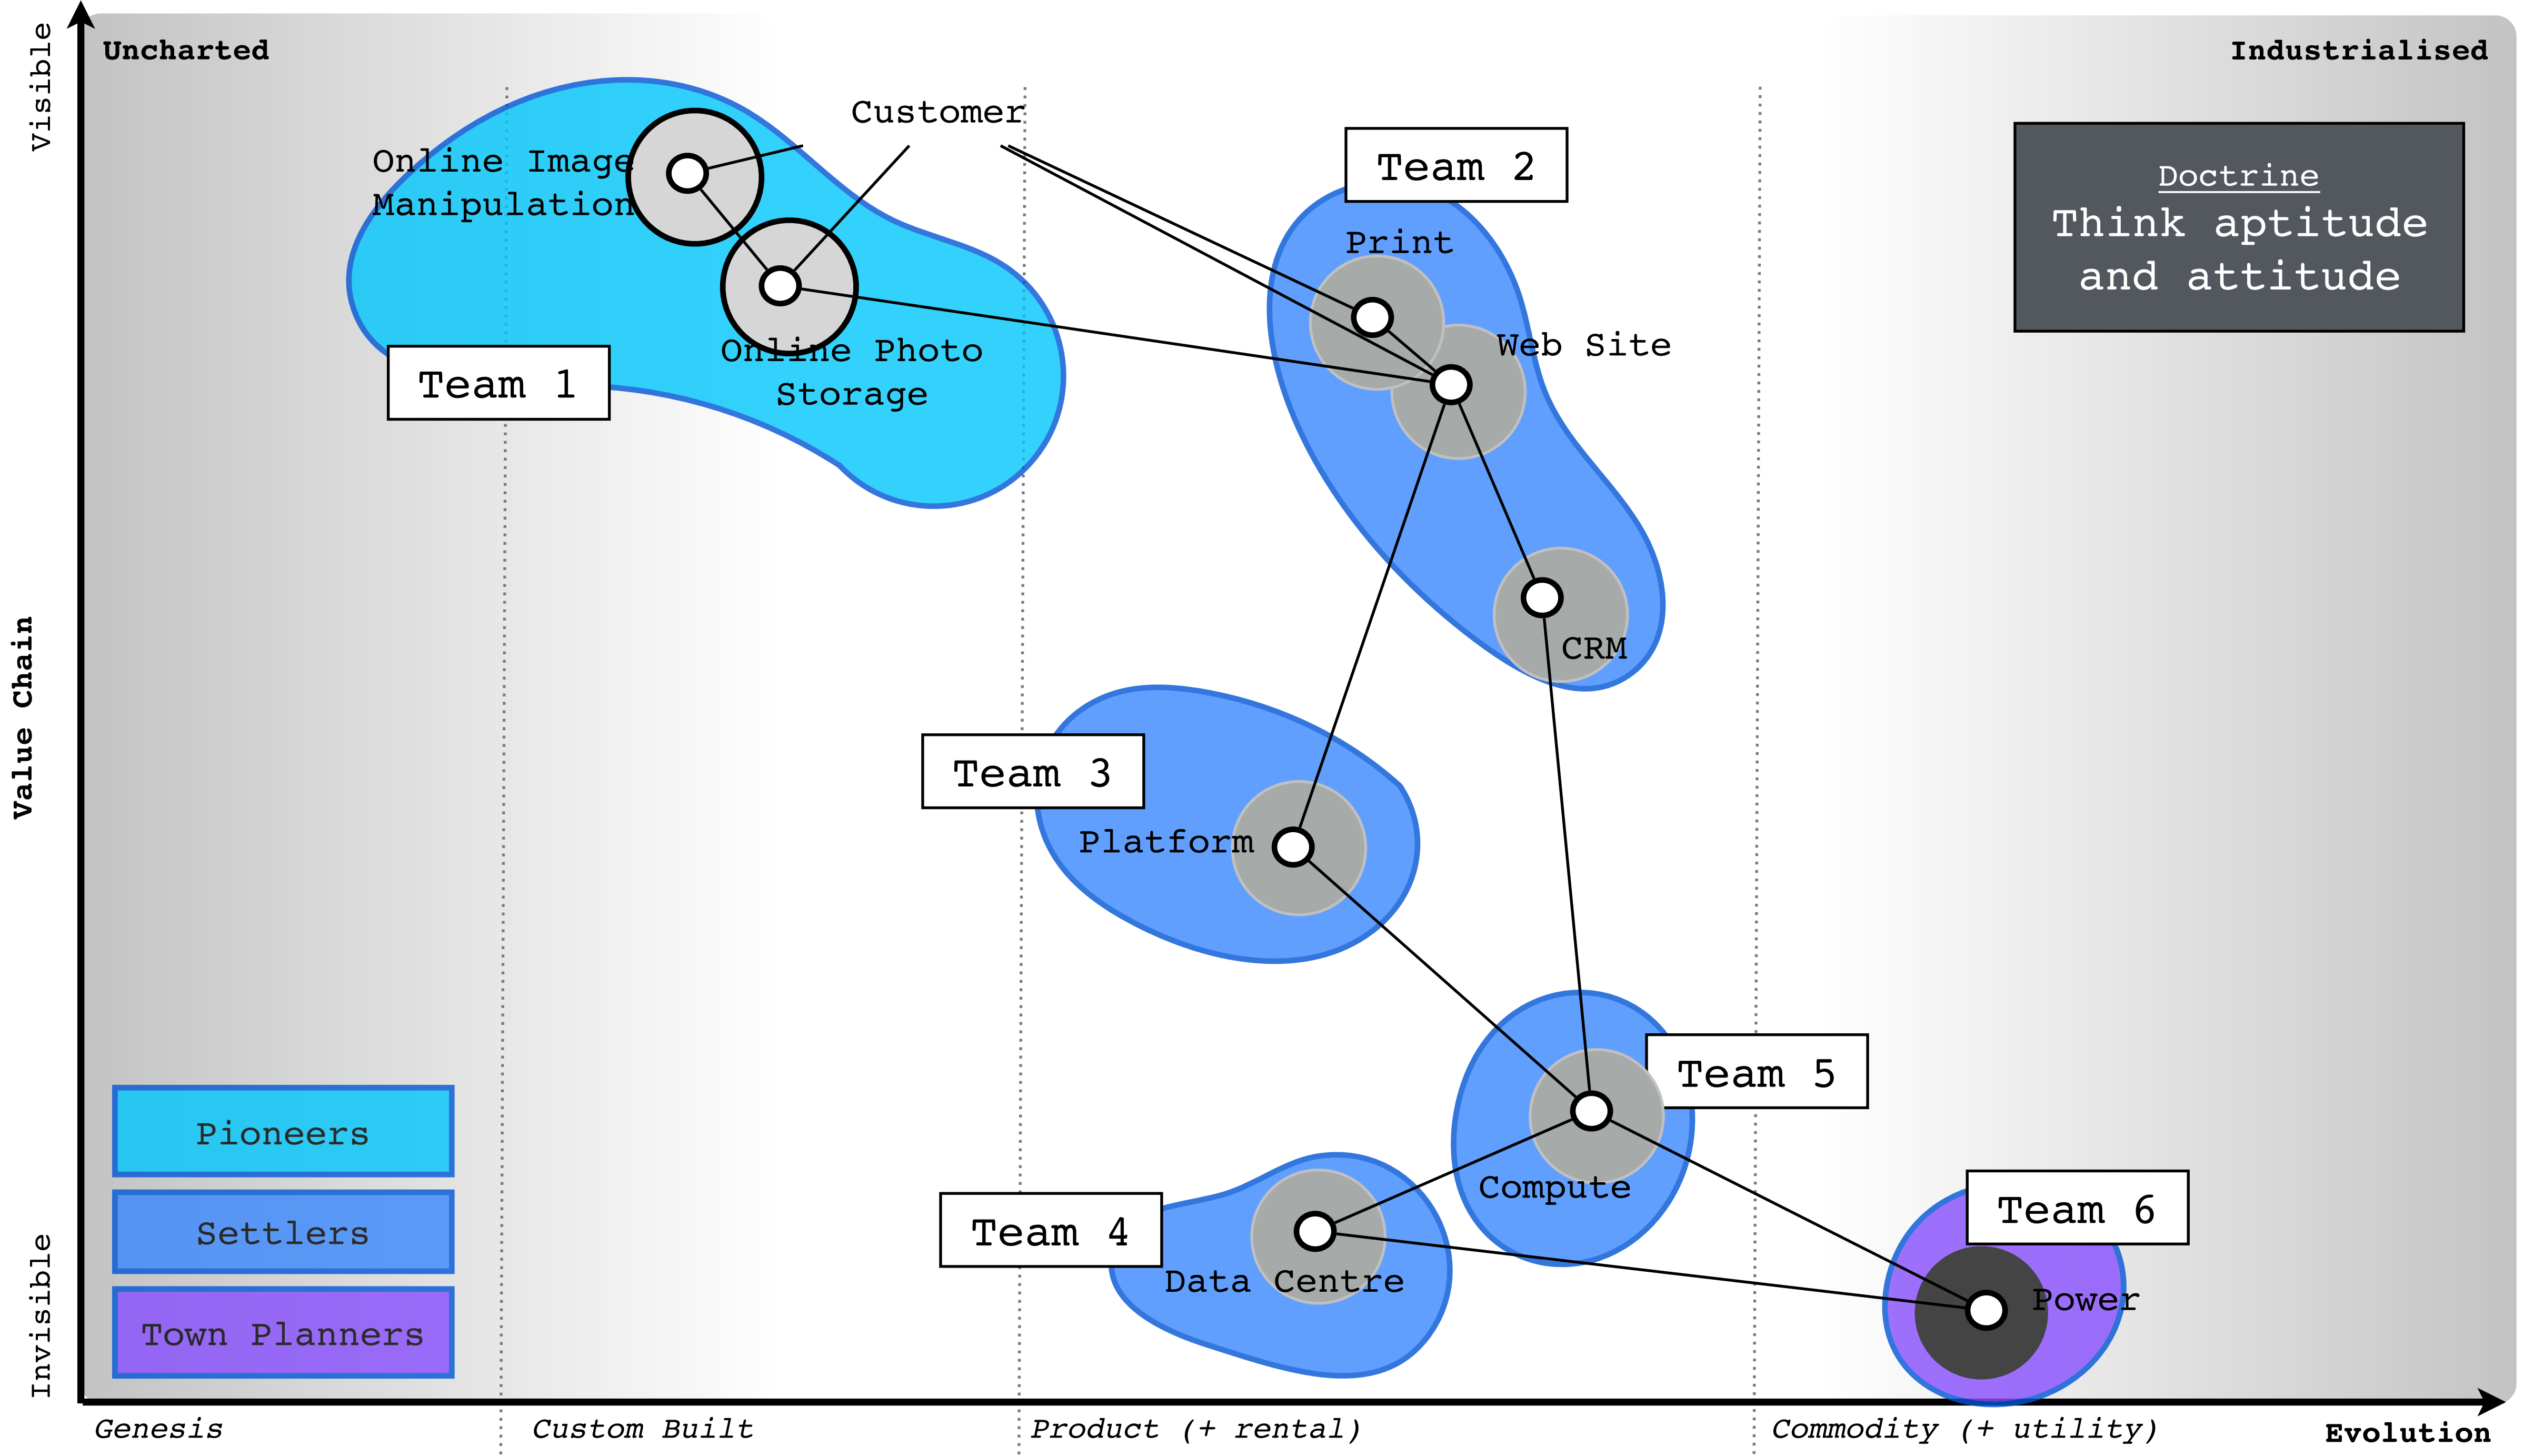 Visible
Uncharted
Industrialised
Customer
Online Image
Manipulation
Team 2
Doctrine
Think aptitude
and attitude
Print
Web Site
Online Photo
Storage
Team 1
CRM
Value Chain
Team 3
Platform
Team 5
Pioneers
Compute
Settlers
Team 4
Data Centre
Team 6
Power
Town Planners
Invisible
Genesis
Custom Built
Product (+ rental)
Commodity (+ utility)
Evolution